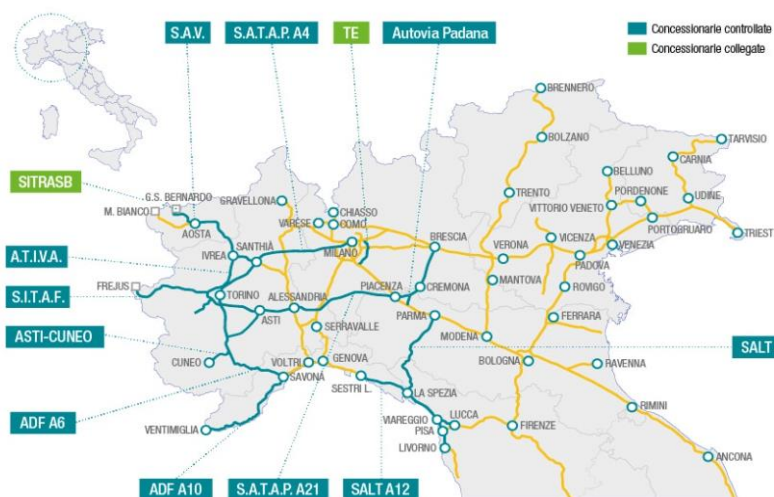 S.A.V.
S.A.T.A.P. A4
TE
Autovia Padana
Concessionarie controllate
Concessionarie collegate
BRENNERO
BOLZANO
TARVISIO
CARNIA
SITRASB
G.S. BERNARDO
GRAVELLONA
TRENTO
BELLUNO
PORDENONE
UDINE
M. BIANCO
CHIASSO
VITTORIO VENETO
VARESE
COMO
AOSTA
PORTOGRUARO
TRIEST
A.T.I.V.A.
IVREA
SANTHIÀ
MILANO
BRESCIA
VERONA
VICENZA
VENEZIA
PADOVA
S.I.T.A.F.
FREJUS
TORINO
ALESSANDRIA
PIACENZA
CREMONA
MANTOVA
ROVIGO
ASTI
PARMA
FERRARA
ASTI-CUNEO
SERRAVALLE
MODENA
SALT
CUNEO
VOLTRI
GENOVA
BOLOGNA
RAVENNA
SAVONA
SESTRI L.
LA SPEZIA
ADF A6
RIMINI
VENTIMIGLIA
VIAREGGIO
LUCCA
PISA
FIRENZE
LIVORNO
ANCONA
ADF A10
S.A.T.A.P. A21
SALT A12